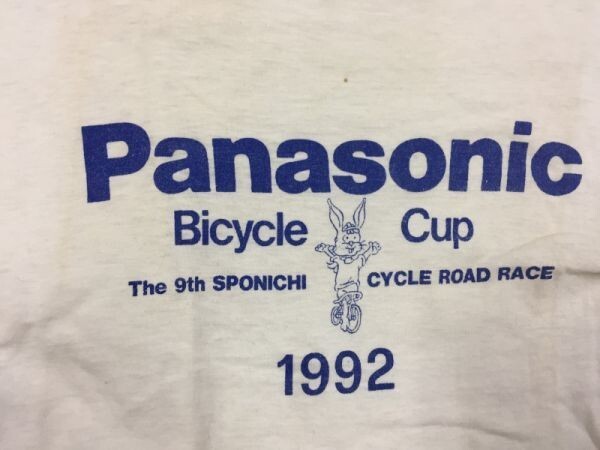 Panasonic
Bicycle Cup
The 9th SPONICHI CYCLE ROAD RACE
1992